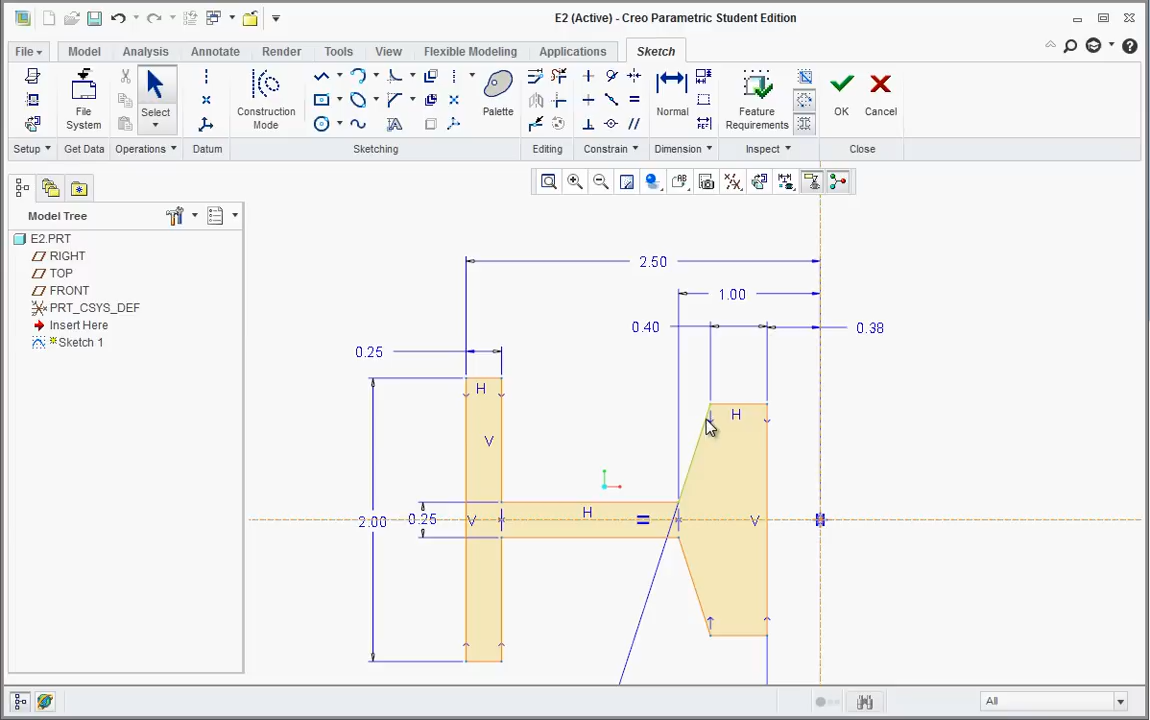 E2 (Active) - Creo Parametric Student Edition
File Model Analysis Annotate Render Tools View Flexible Modeling Applications Sketch
File System
Select
Construction Mode
Palette
Normal
Feature Requirements
OK
Cancel
Setup Get Data Operations Datum Sketching Editing Constrain Dimension Inspect Close
Model Tree
E2.PRT
RIGHT
TOP
FRONT
PRT_CSYS_DEF
Insert Here
Sketch 1
2.50
1.00
0.40
0.38
0.25
H
H
V
H
2.00
0.25
V
V
All